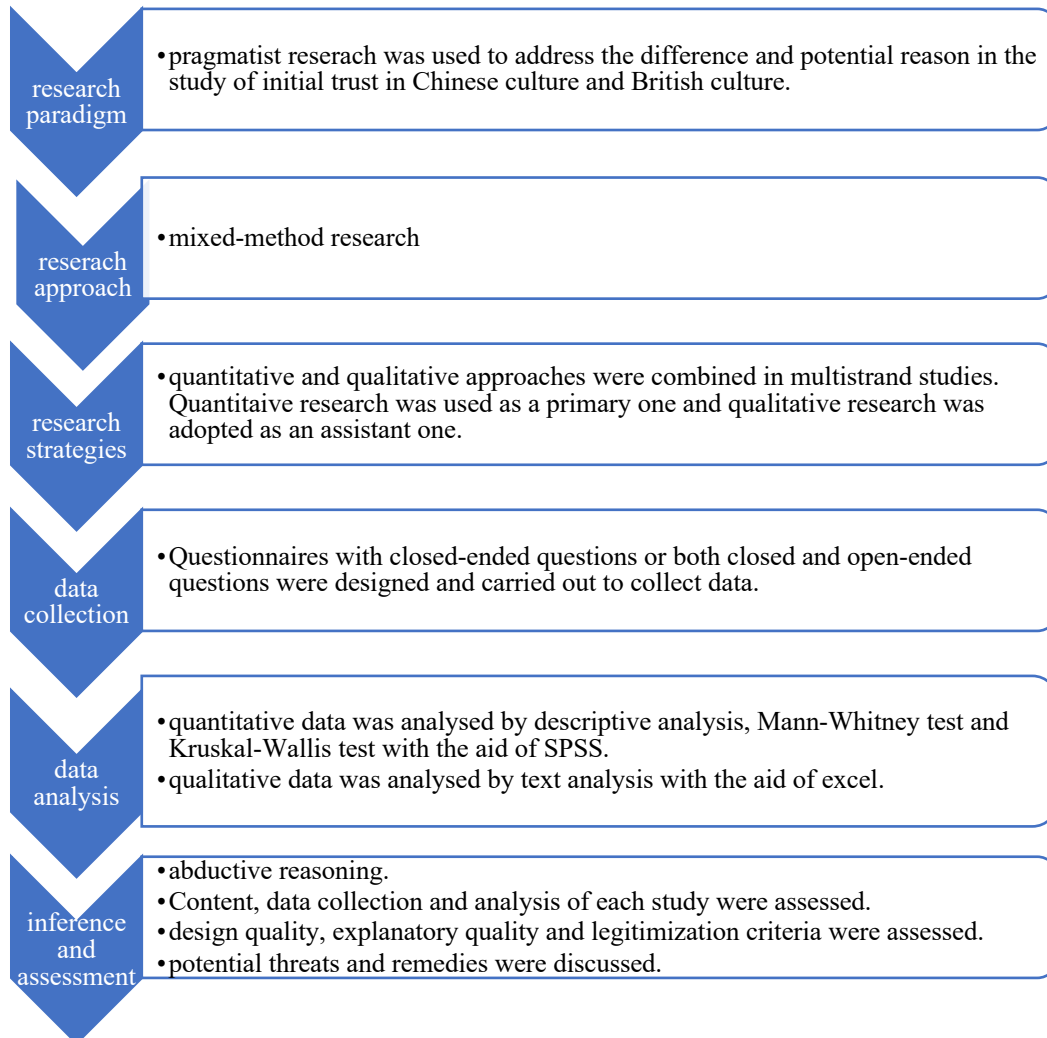 research
paradigm
•pragmatist reserach was used to address the difference and potential reason in the
study of initial trust in Chinese culture and British culture.
reserach
approach
•mixed-method research
research
strategies
•quantitative and qualitative approaches were combined in multistrand studies.
Quantitaive research was used as a primary one and qualitative research was
adopted as an assistant one.
data
collection
•Questionnaires with closed-ended questions or both closed and open-ended
questions were designed and carried out to collect data.
data
analysis
•quantitative data was analysed by descriptive analysis, Mann-Whitney test and
Kruskal-Wallis test with the aid of SPSS.
•qualitative data was analysed by text analysis with the aid of excel.
inference
and
assessment
•abductive reasoning.
•Content, data collection and analysis of each study were assessed.
•design quality, explanatory quality and legitimization criteria were assessed.
•potential threats and remedies were discussed.